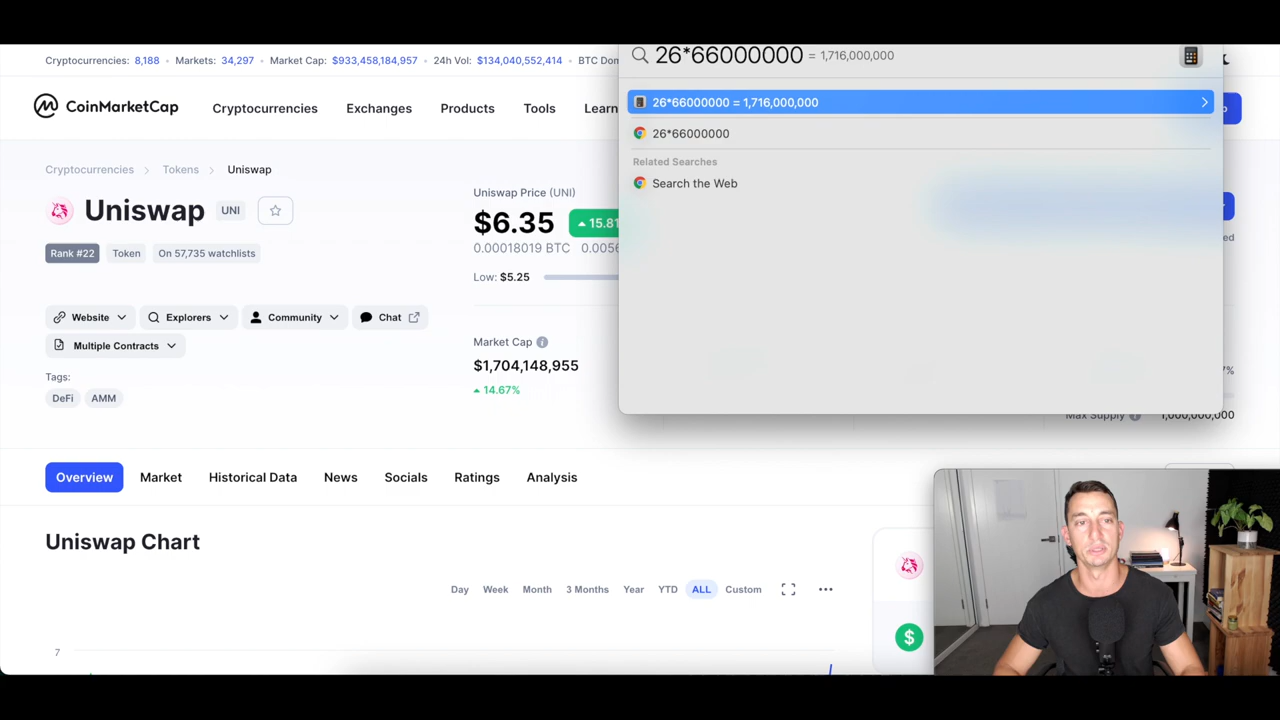 Cryptocurrencies: 8,188 • Markets: 34,297 • Market Cap: $933,458,184,957 • 24h Vol: $134,040,552,414 • BTC Dom
26*66000000 = 1,716,000,000
CoinMarketCap Cryptocurrencies Exchanges Products Tools Learn
26*66000000 = 1,716,000,000
26*66000000
Related Searches
Search the Web
Cryptocurrencies > Tokens > Uniswap
Uniswap UNI
Rank #22 Token On 57,735 watchlists
Website Explorers Community Chat
Multiple Contracts
Tags:
DeFi AMM
Uniswap Price (UNI)
$6.35 15.81
0.00018019 BTC 0.0056
Low: $5.25
Market Cap
$1,704,148,955
14.67%
Max Supply 1,000,000,000
Overview Market Historical Data News Socials Ratings Analysis
Uniswap Chart
Day Week Month 3 Months Year YTD ALL Custom
7
$